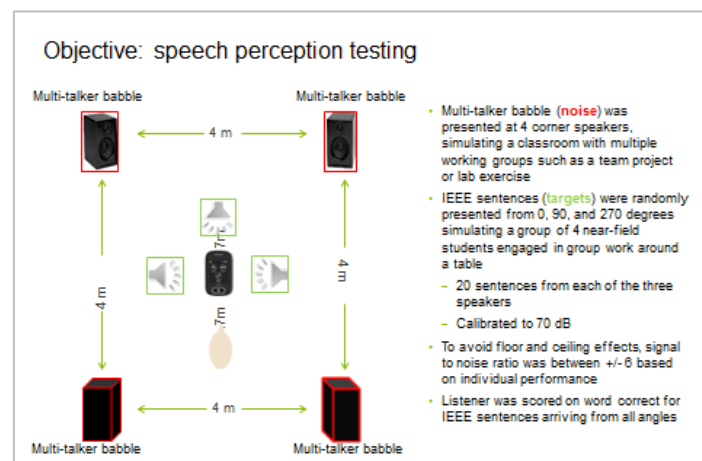 Objective: speech perception testing
Multi-talker babble
Multi-talker babble
4 m
4 m
4 m
.7m
.7m
4 m
Multi-talker babble
Multi-talker babble
• Multi-talker babble (noise) was
presented at 4 corner speakers,
simulating a classroom with multiple
working groups such as a team project
or lab exercise
• IEEE sentences (targets) were randomly
presented from 0, 90, and 270 degrees
simulating a group of 4 near-field
students engaged in group work around
a table
– 20 sentences from each of the three
speakers
– Calibrated to 70 dB
• To avoid floor and ceiling effects, signal
to noise ratio was between +/- 6 based
on individual performance
• Listener was scored on word correct for
IEEE sentences arriving from all angles